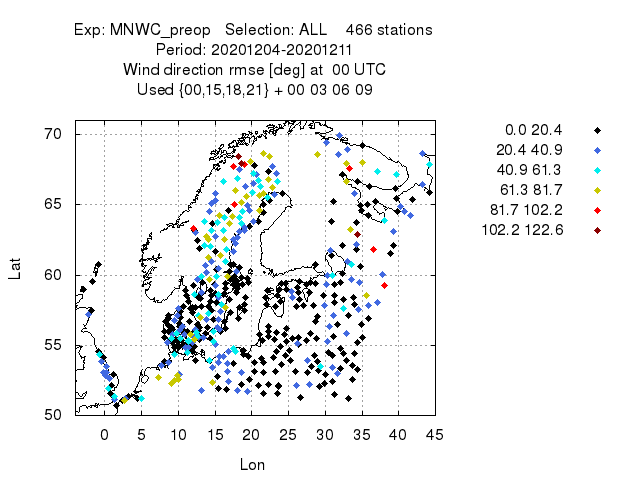 Exp: MNWC_preop   Selection: ALL    466 stations
Period: 20201204-20201211
Wind direction rmse [deg] at  00 UTC
Used {00,15,18,21} + 00 03 06 09
0.0 20.4
20.4 40.9
40.9 61.3
61.3 81.7
81.7 102.2
102.2 122.6
70
65
60
55
50
Lat
0 5 10 15 20 25 30 35 40 45
Lon